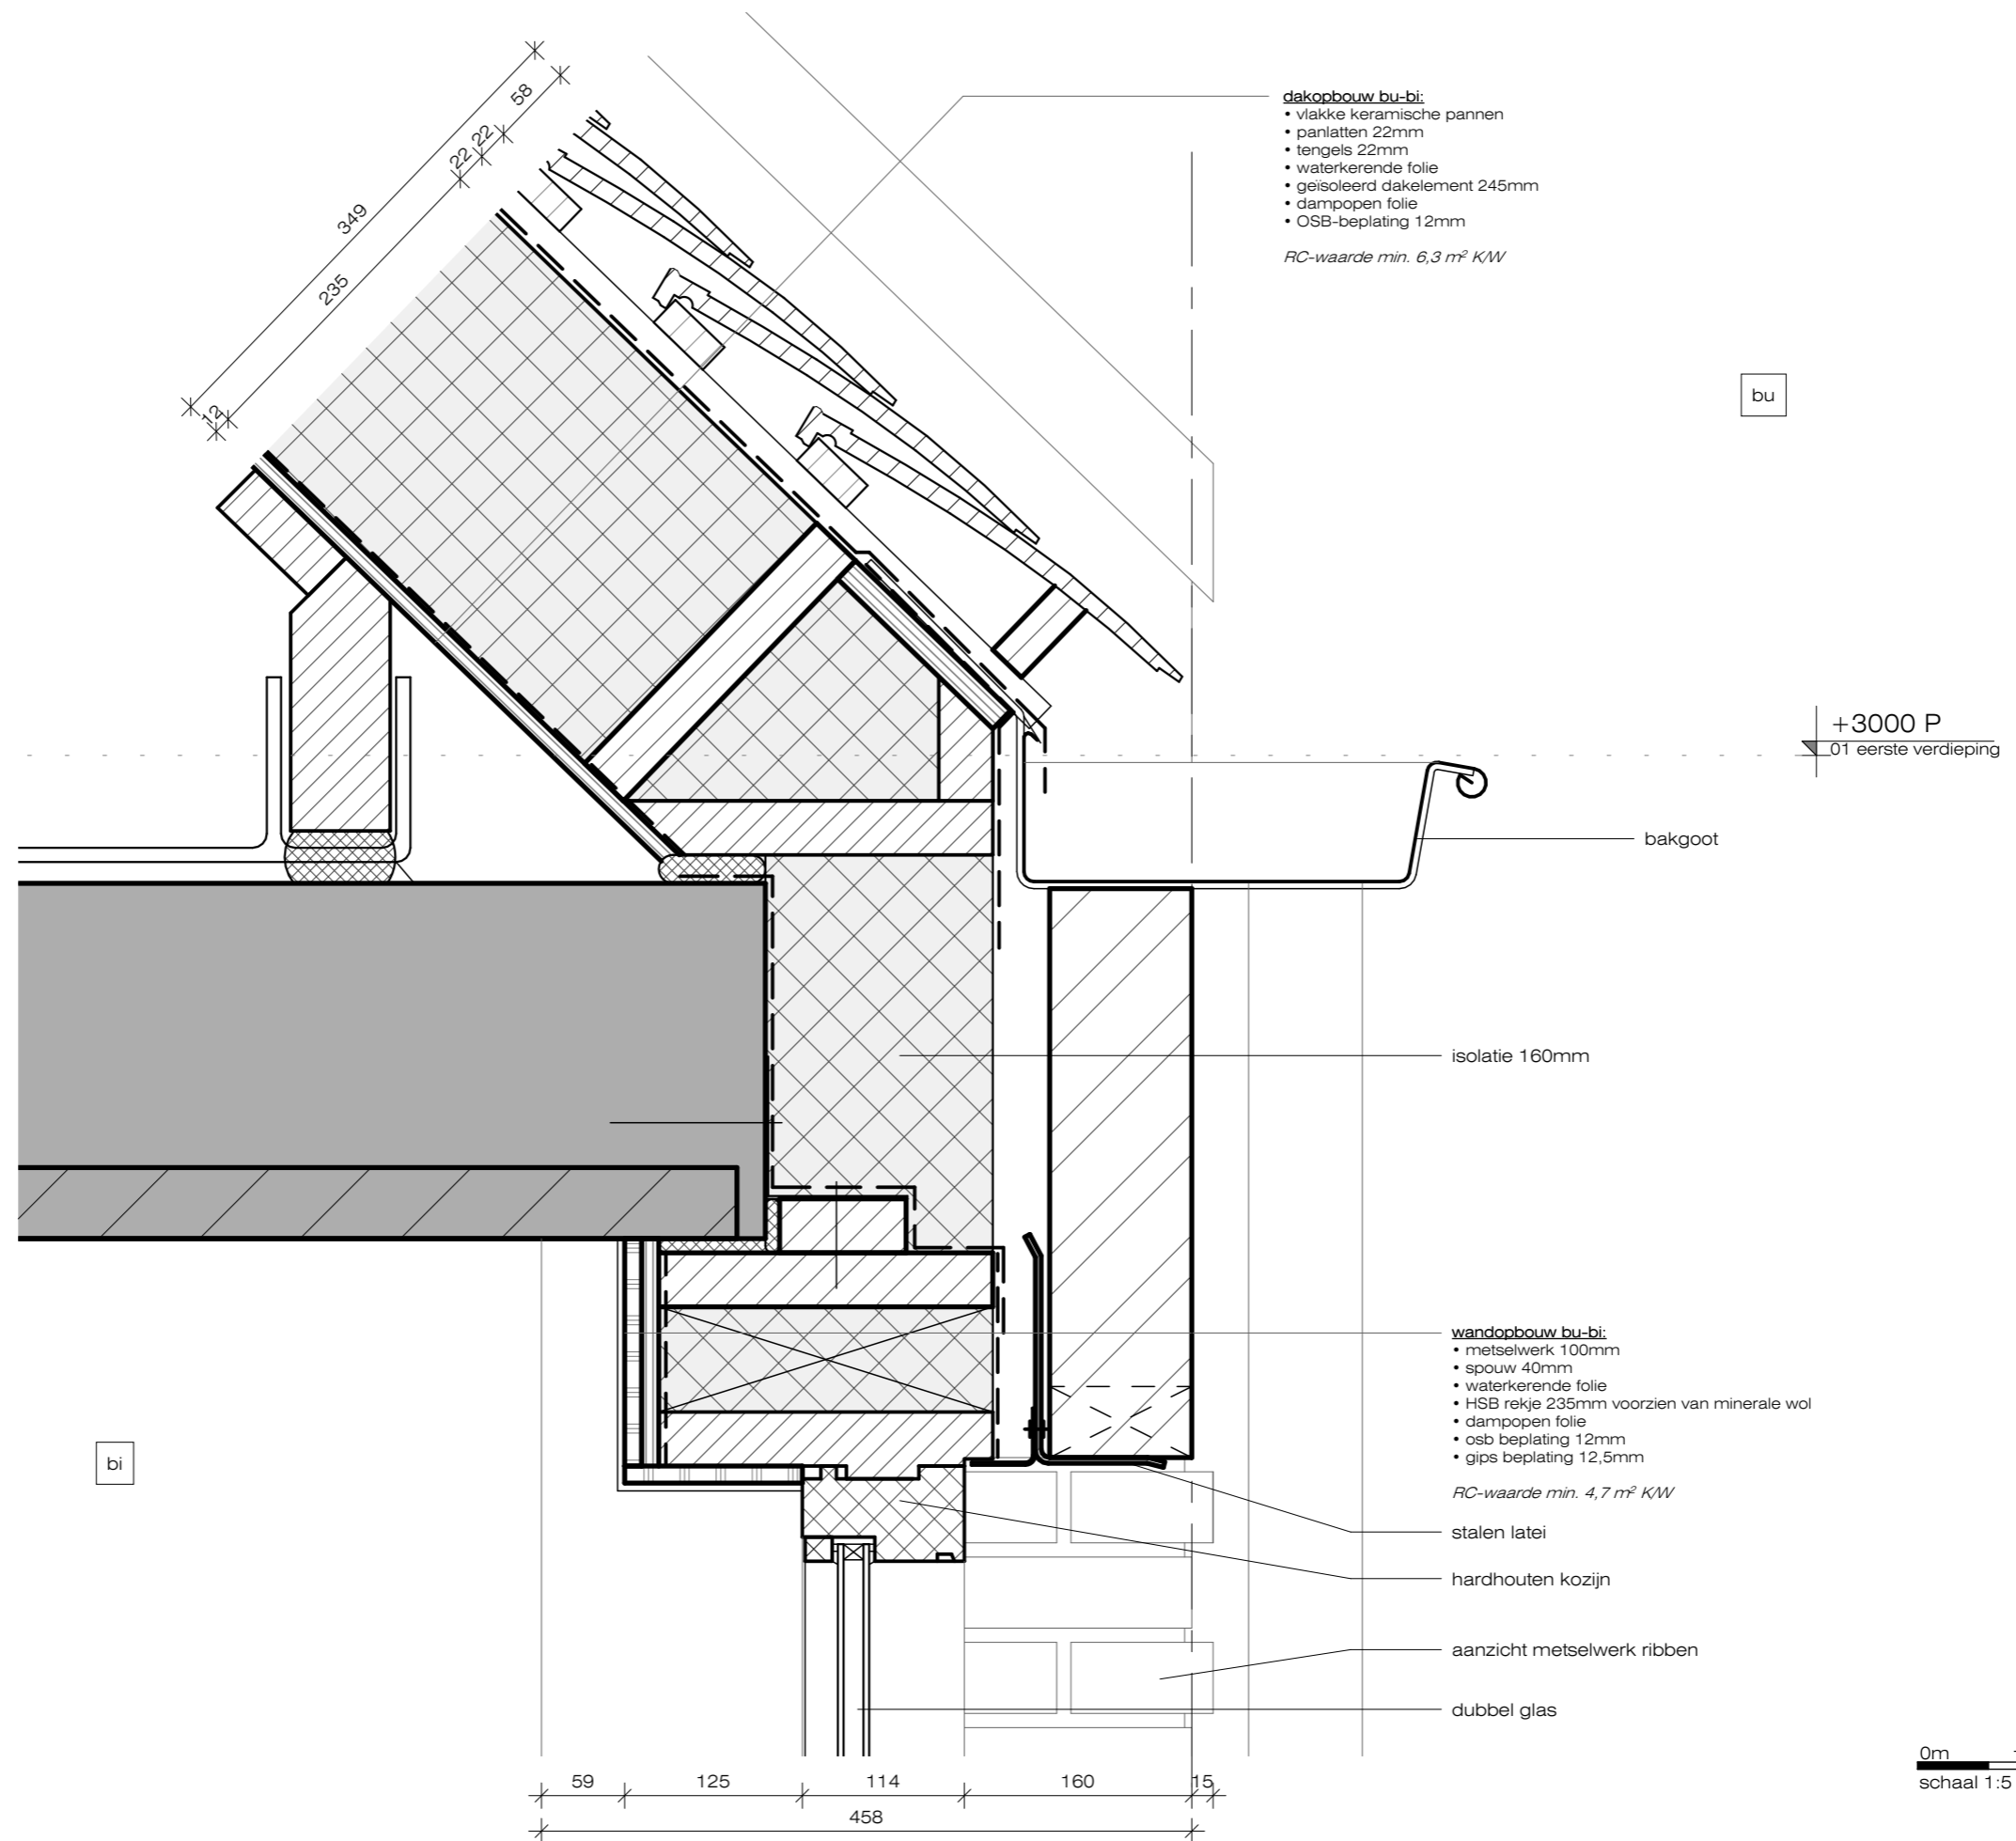 349
58
22
22
235
12
dakopbouw bu-bi:
• vlakke keramische pannen
• panlatten 22mm
• tengels 22mm
• waterkerende folie
• geïsoleerd dakelement 245mm
• dampopen folie
• OSB-beplating 12mm
RC-waarde min. 6,3 m² K/W
bu
+3000 P
01 eerste verdieping
bakgoot
isolatie 160mm
wandopbouw bu-bi:
• metselwerk 100mm
• spouw 40mm
• waterkerende folie
• HSB rekje 235mm voorzien van minerale wol
• dampopen folie
• osb beplating 12mm
• gips beplating 12,5mm
RC-waarde min. 4,7 m² K/W
bi
stalen latei
hardhouten kozijn
aanzicht metselwerk ribben
dubbel glas
0m
schaal 1:5
59 125 114 160 15
458